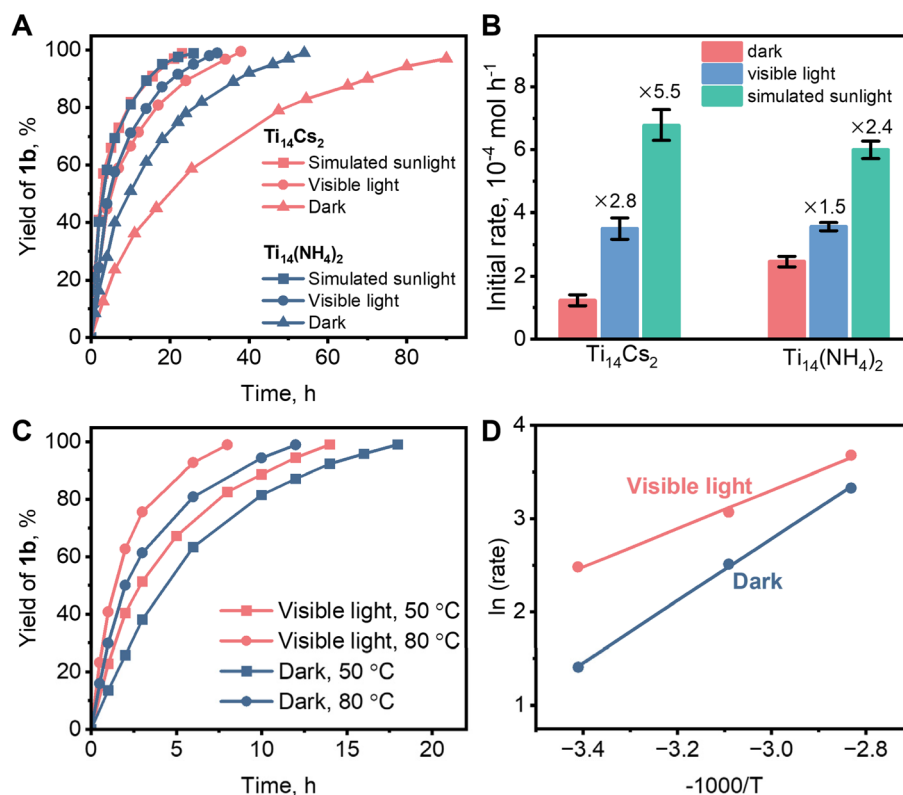 A
Yield of 1b, %
100
80
60
40
20
0
Ti14Cs2
Simulated sunlight
Visible light
Dark
Ti14(NH4)2
Simulated sunlight
Visible light
Dark
0 20 40 60 80
Time, h
B
Initial rate, 10-4 mol h-1
8
6
4
2
0
dark
visible light
simulated sunlight
×2.8
×5.5
×1.5
×2.4
Ti14Cs2 Ti14(NH4)2
C
Yield of 1b, %
100
80
60
40
20
0
Visible light, 50 °C
Visible light, 80 °C
Dark, 50 °C
Dark, 80 °C
0 5 10 15 20
Time, h
D
ln (rate)
4
3
2
1
Visible light
Dark
−3.4 −3.2 −3.0 −2.8
-1000/T